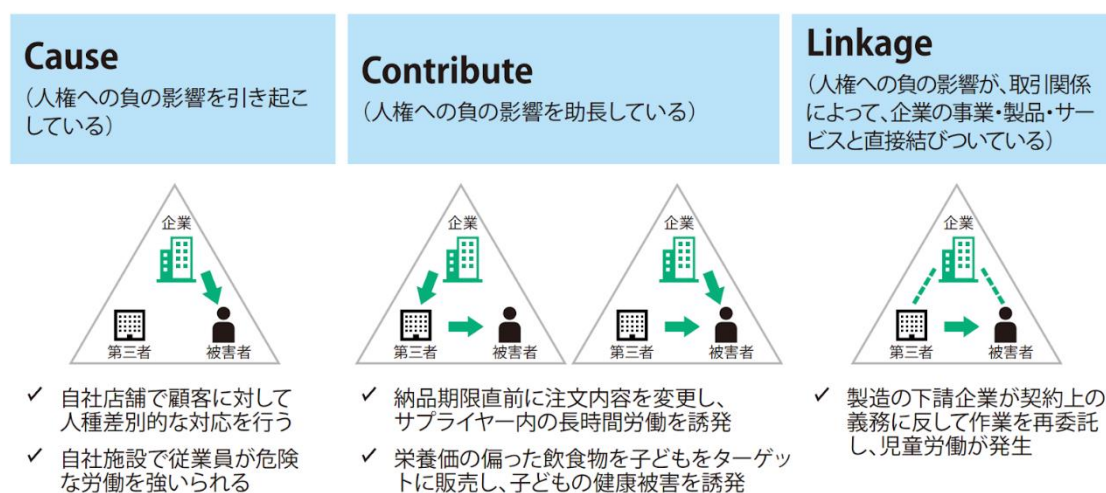 Cause
（人権への負の影響を引き起こ
している）
Contribute
（人権への負の影響を助長している）
Linkage
（人権への負の影響が、取引関係
によって、企業の事業・製品・サー
ビスと直接結びついている）
企業
第三者
被害者
企業
第三者
被害者
企業
第三者
被害者
企業
第三者
被害者
✓ 自社店舗で顧客に対して
人種差別的な対応を行う
✓ 自社施設で従業員が危険
な労働を強いられる
✓ 納品期限直前に注文内容を変更し、
サプライヤー内の長時間労働を誘発
✓ 栄養価の偏った飲食物を子どもをターゲッ
トに販売し、子どもの健康被害を誘発
✓ 製造の下請企業が契約上の
義務に反して作業を再委託
し、児童労働が発生